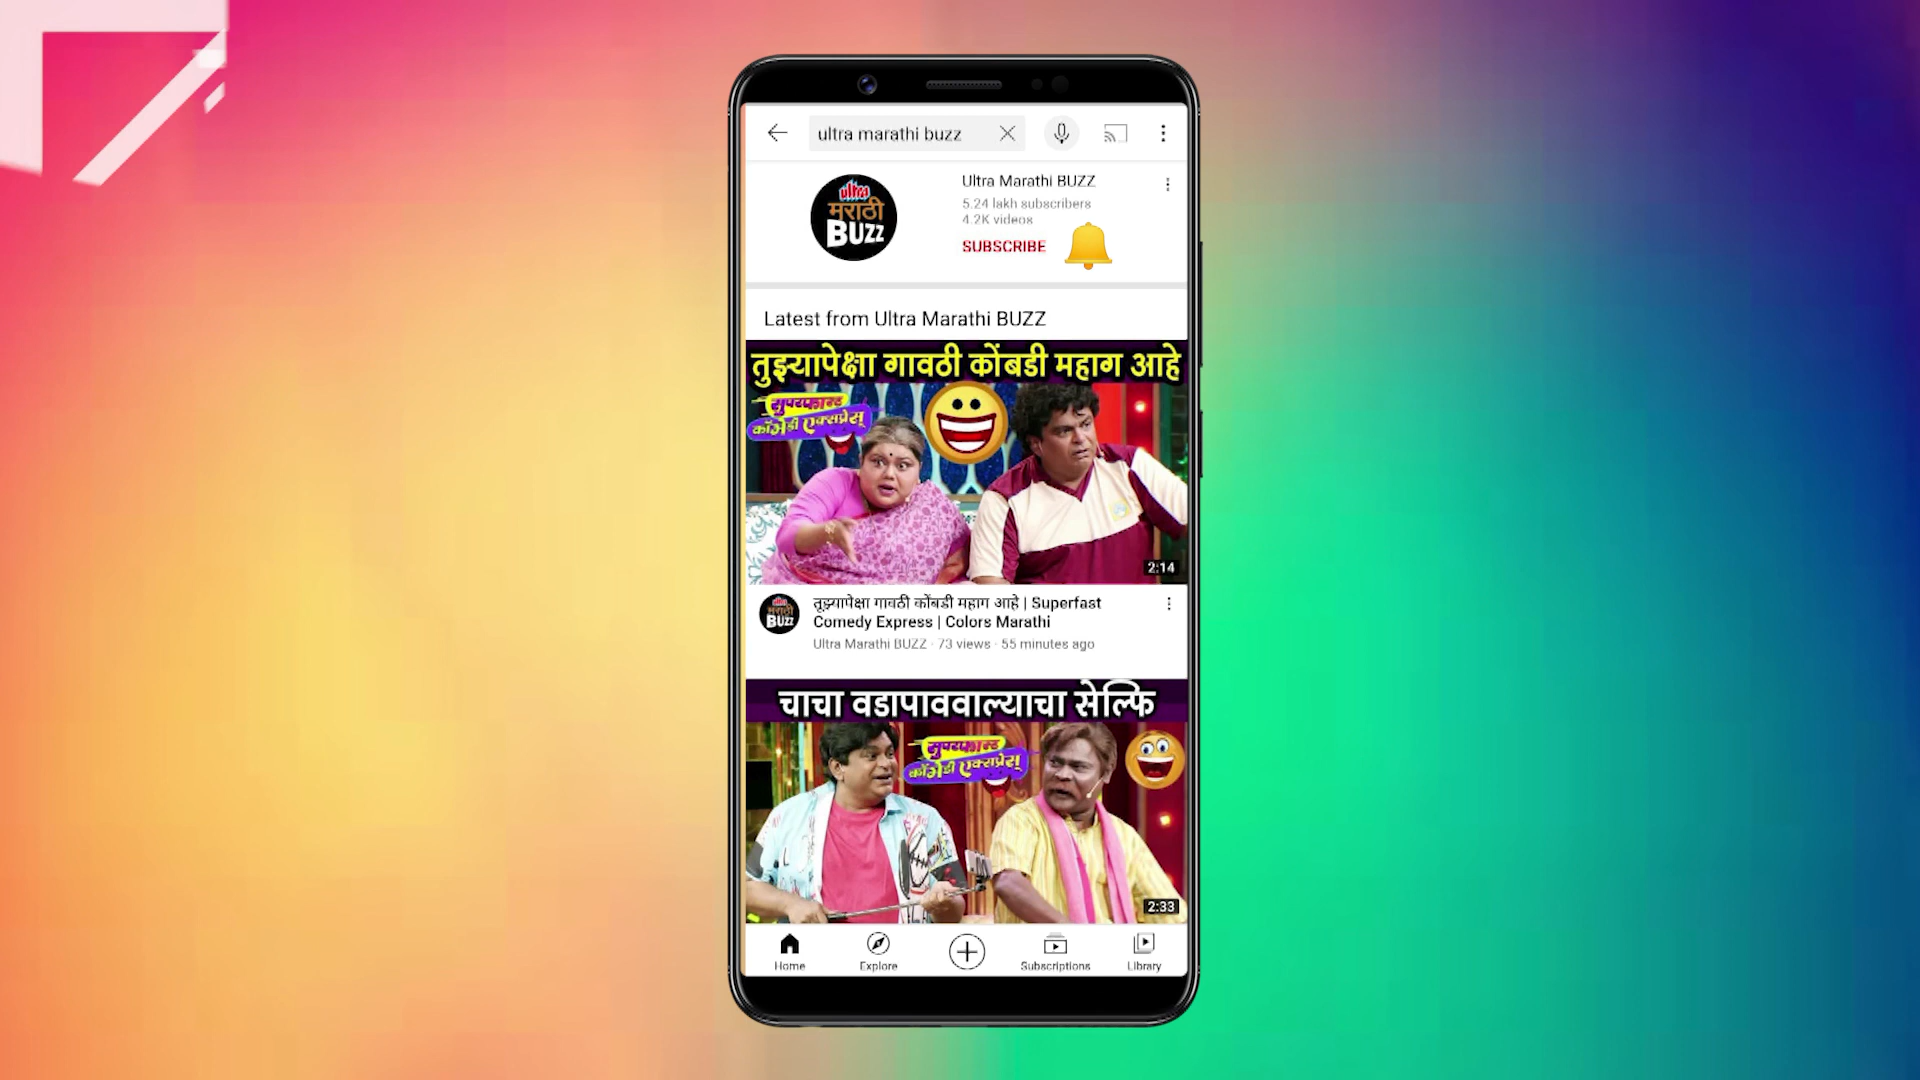 ultra marathi buzz
ultra
मराठी
BUZZ
Ultra Marathi BUZZ
5.24 lakh subscribers
4.2K videos
SUBSCRIBE
Latest from Ultra Marathi BUZZ
तुझ्यापेक्षा गावठी कोंबडी महाग आहे
सुपरफास्ट
कॉमेडी एक्सप्रेस्
2:14
ultra
मराठी
BUZZ
तूझ्यापेक्षा गावठी कोंबडी महाग आहे | Superfast
Comedy Express | Colors Marathi
Ultra Marathi BUZZ · 73 views · 55 minutes ago
चाचा वडापाववाल्याचा सेल्फि
सुपरफास्ट
कॉमेडी एक्सप्रेस्
2:33
Home
Explore
Subscriptions
Library